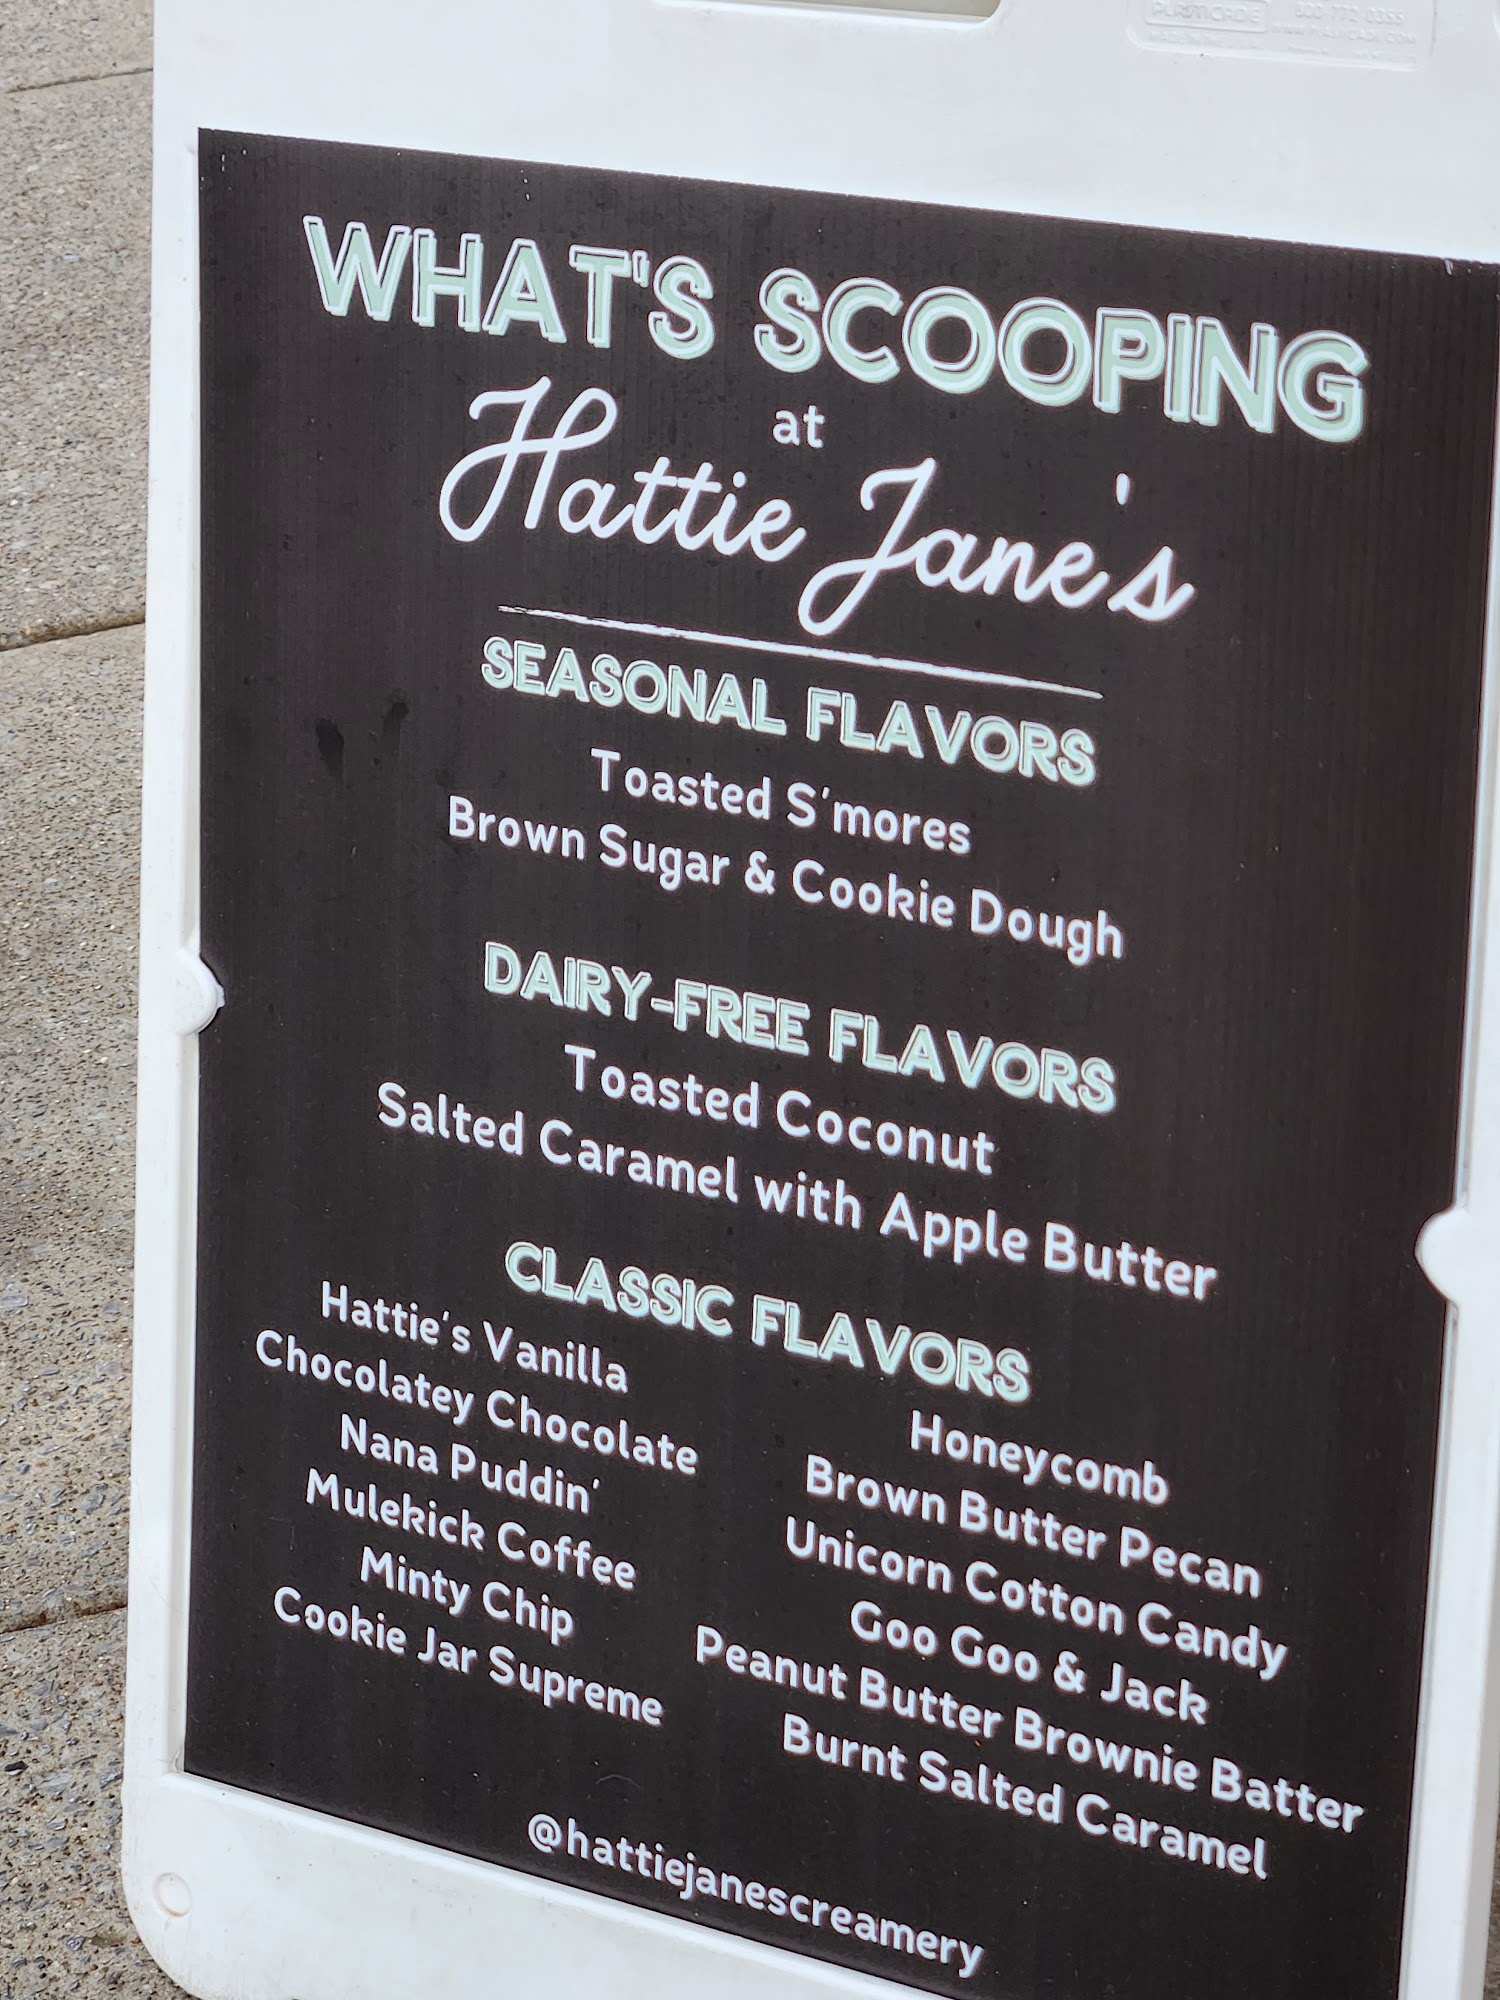 WHAT'S SCOOPING
at
Hattie Jane's
SEASONAL FLAVORS
Toasted S'mores
Brown Sugar & Cookie Dough
DAIRY-FREE FLAVORS
Toasted Coconut
Salted Caramel with Apple Butter
CLASSIC FLAVORS
Hattie's Vanilla
Chocolatey Chocolate
Nana Puddin'
Mulekick Coffee
Minty Chip
Cookie Jar Supreme
Honeycomb
Brown Butter Pecan
Unicorn Cotton Candy
Goo Goo & Jack
Peanut Butter Brownie Batter
Burnt Salted Caramel
@hattiejanescreamery